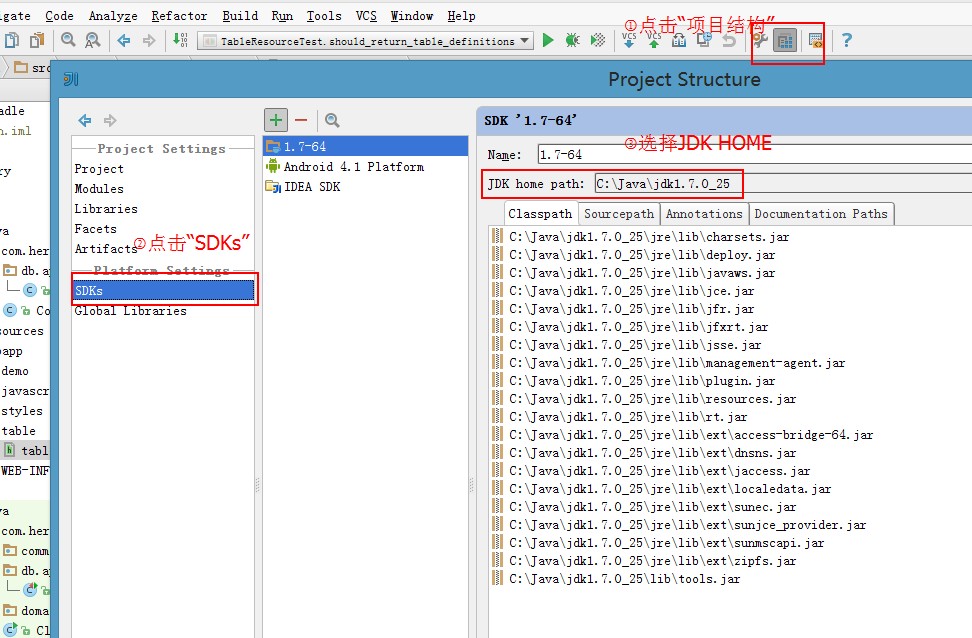 igate Code Analyze Refactor Build Run Tools VCS Window Help
①点击“项目结构”
TableResourceTest.should_return_table_definitions
VCS VCS
src
Project Structure
adle
n.iml
ry
va
com.her
db.ap
Co
sources
app
demo
javascr
styles
table
tabl
WEB-INF
va
com.her
comm
db.ap
doma
Cl
Project Settings
Project
Modules
Libraries
Facets
Artifacts
②点击“SDKs”
Platform Settings
SDKs
Global Libraries
1.7-64
Android 4.1 Platform
IDEA SDK
SDK '1.7-64'
③选择JDK HOME
Name: 1.7-64
JDK home path: C:\Java\jdk1.7.0_25
Classpath Sourcepath Annotations Documentation Paths
C:\Java\jdk1.7.0_25\jre\lib\charsets.jar
C:\Java\jdk1.7.0_25\jre\lib\deploy.jar
C:\Java\jdk1.7.0_25\jre\lib\javaws.jar
C:\Java\jdk1.7.0_25\jre\lib\jce.jar
C:\Java\jdk1.7.0_25\jre\lib\jfr.jar
C:\Java\jdk1.7.0_25\jre\lib\jfxrt.jar
C:\Java\jdk1.7.0_25\jre\lib\jsse.jar
C:\Java\jdk1.7.0_25\jre\lib\management-agent.jar
C:\Java\jdk1.7.0_25\jre\lib\plugin.jar
C:\Java\jdk1.7.0_25\jre\lib\resources.jar
C:\Java\jdk1.7.0_25\jre\lib\rt.jar
C:\Java\jdk1.7.0_25\jre\lib\ext\access-bridge-64.jar
C:\Java\jdk1.7.0_25\jre\lib\ext\dnsns.jar
C:\Java\jdk1.7.0_25\jre\lib\ext\jaccess.jar
C:\Java\jdk1.7.0_25\jre\lib\ext\localedata.jar
C:\Java\jdk1.7.0_25\jre\lib\ext\sunec.jar
C:\Java\jdk1.7.0_25\jre\lib\ext\sunjce_provider.jar
C:\Java\jdk1.7.0_25\jre\lib\ext\sunmscapi.jar
C:\Java\jdk1.7.0_25\jre\lib\ext\zipfs.jar
C:\Java\jdk1.7.0_25\lib\tools.jar